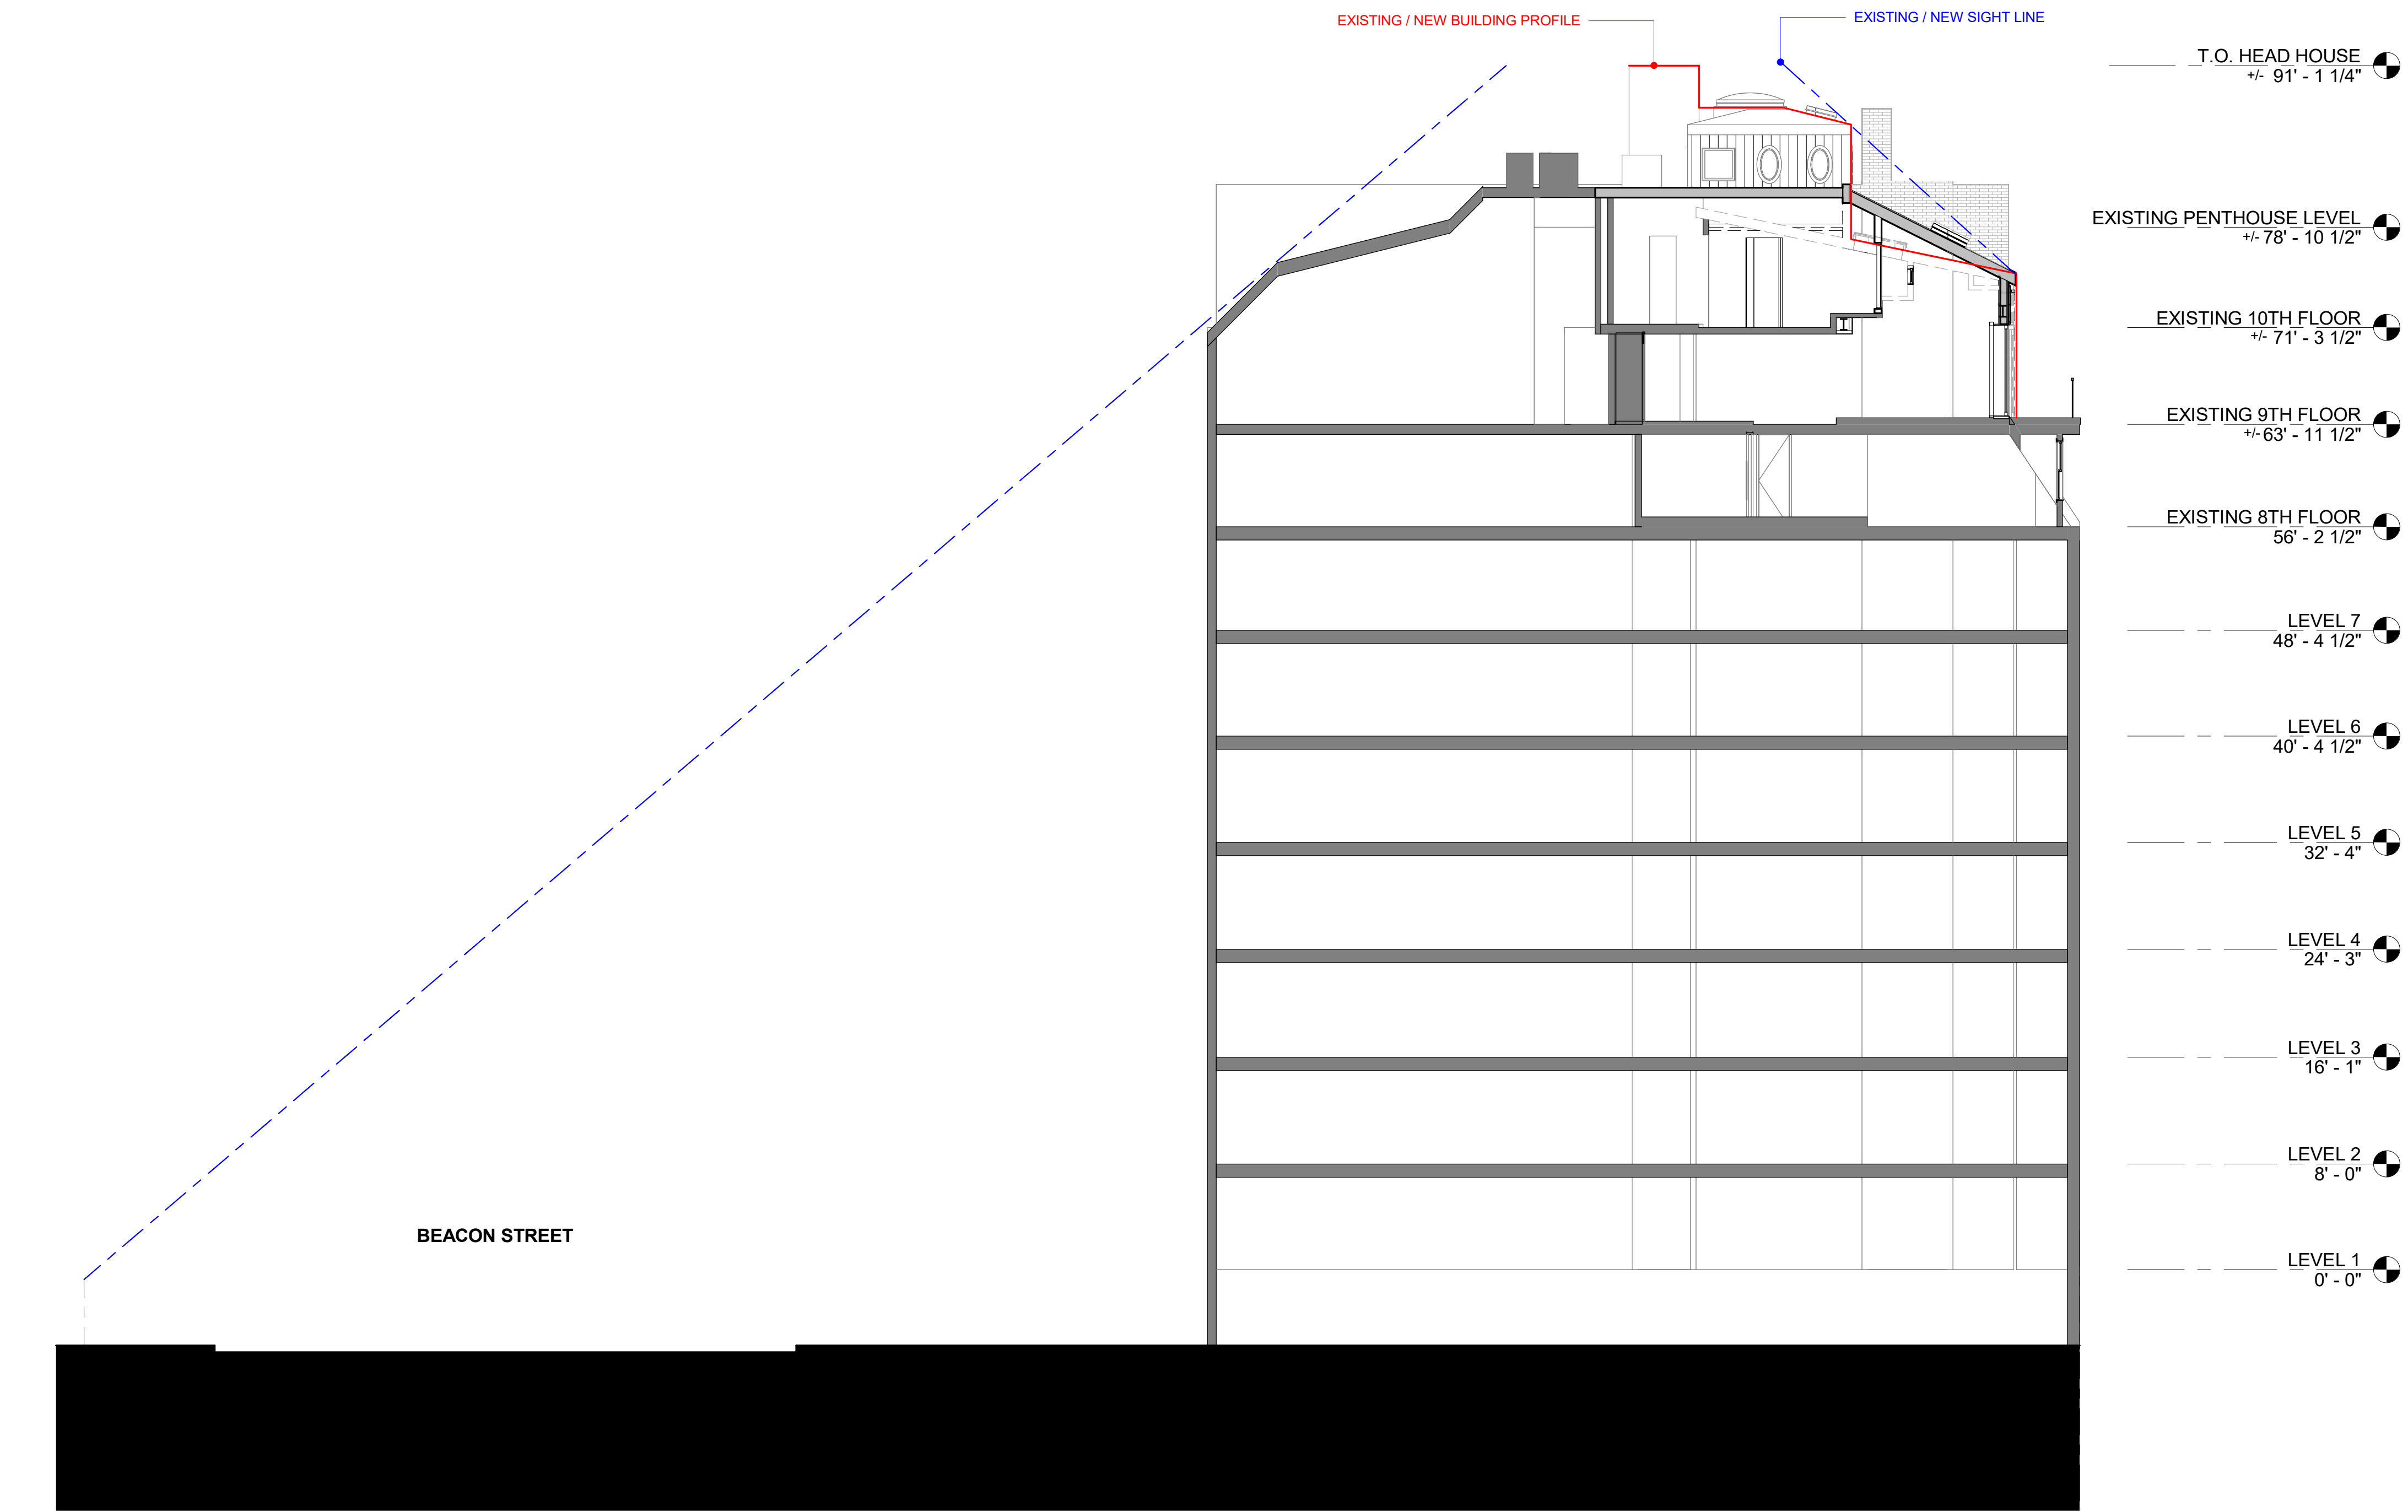 EXISTING / NEW BUILDING PROFILE
EXISTING / NEW SIGHT LINE
T.O. HEAD HOUSE
+/- 91' - 1 1/4"
EXISTING PENTHOUSE LEVEL
+/- 78' - 10 1/2"
EXISTING 10TH FLOOR
+/- 71' - 3 1/2"
EXISTING 9TH FLOOR
+/- 63' - 11 1/2"
EXISTING 8TH FLOOR
56' - 2 1/2"
LEVEL 7
48' - 4 1/2"
LEVEL 6
40' - 4 1/2"
LEVEL 5
32' - 4"
LEVEL 4
24' - 3"
LEVEL 3
16' - 1"
LEVEL 2
8' - 0"
BEACON STREET
LEVEL 1
0' - 0"